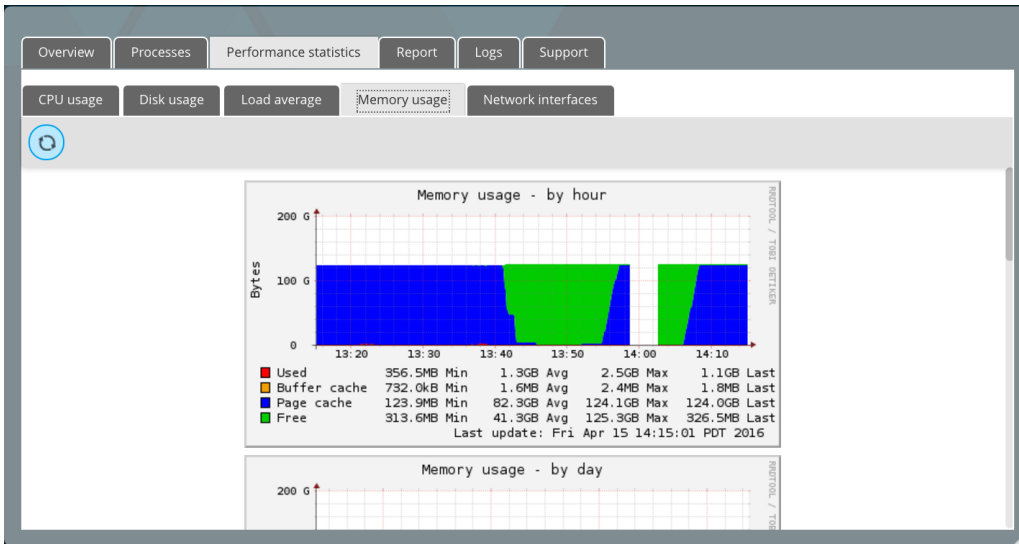 Overview Processes Performance statistics Report Logs Support
CPU usage Disk usage Load average Memory usage Network interfaces
Memory usage - by hour
RRDTOOL / TOBI OETIKER
Bytes
200 G
100 G
0
13:20 13:30 13:40 13:50 14:00 14:10
Used 356.5MB Min 1.3GB Avg 2.5GB Max 1.1GB Last
Buffer cache 732.0kB Min 1.6MB Avg 2.4MB Max 1.8MB Last
Page cache 123.9MB Min 82.3GB Avg 124.1GB Max 124.0GB Last
Free 313.6MB Min 41.3GB Avg 125.3GB Max 326.5MB Last
Last update: Fri Apr 15 14:15:01 PDT 2016
Memory usage - by day
RRDTOOL / TOB
200 G